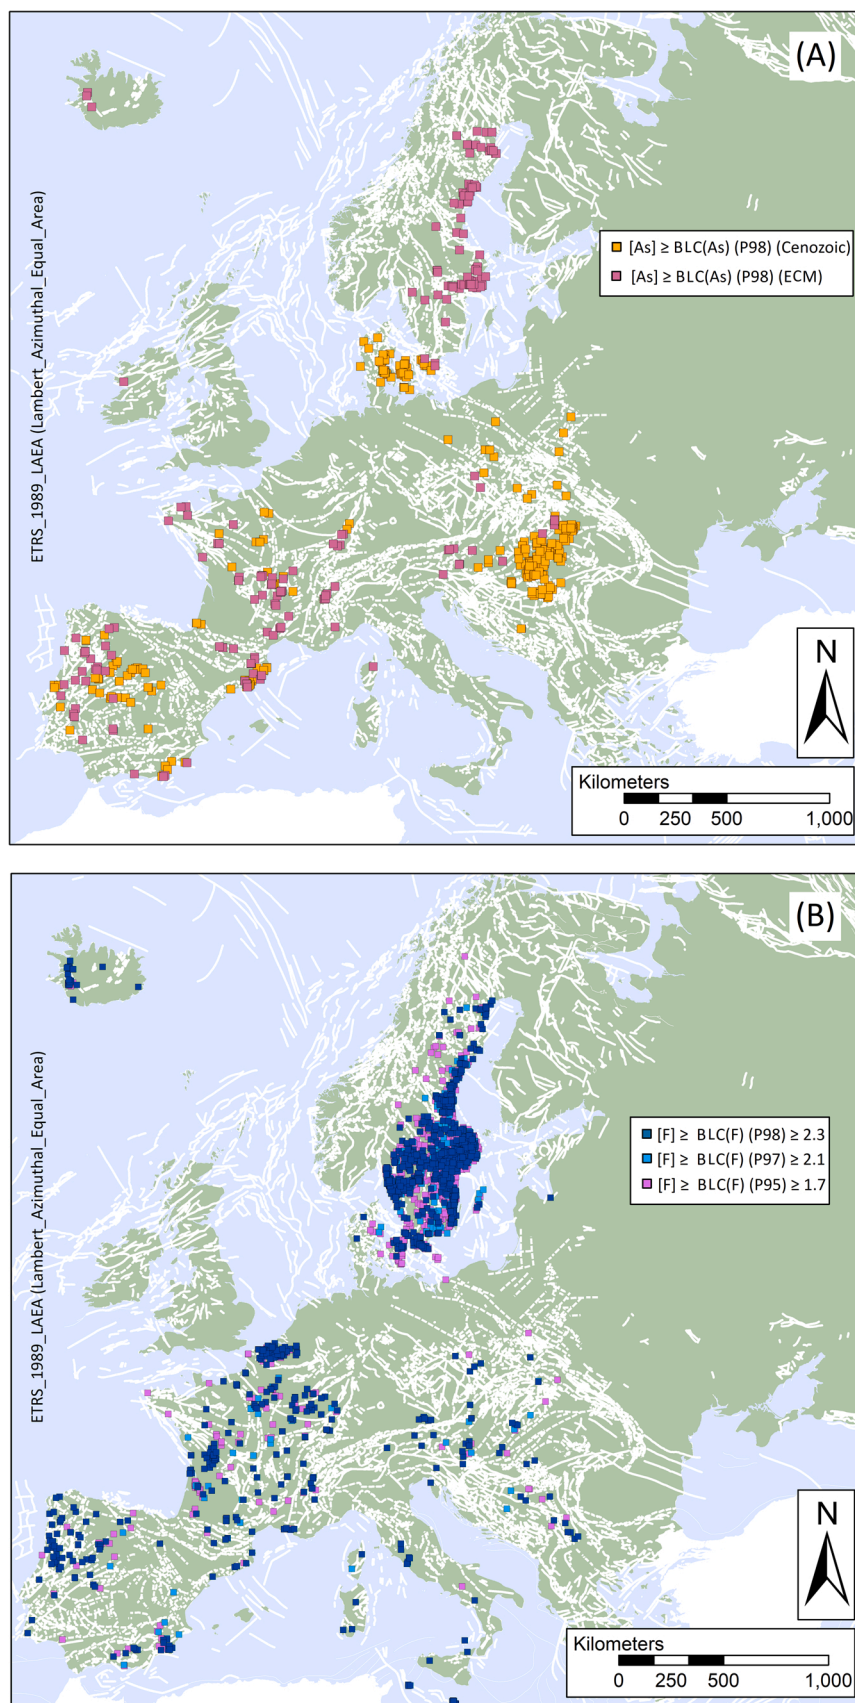 (A)
ETRS_1989_LAEA (Lambert_Azimuthal_Equal_Area)
[As] ≥ BLC(As) (P98) (Cenozoic)
[As] ≥ BLC(As) (P98) (ECM)
N
Kilometers
0 250 500 1,000
(B)
ETRS_1989_LAEA (Lambert_Azimuthal_Equal_Area)
[F] ≥ BLC(F) (P98) ≥ 2.3
[F] ≥ BLC(F) (P97) ≥ 2.1
[F] ≥ BLC(F) (P95) ≥ 1.7
N
Kilometers
0 250 500 1,000